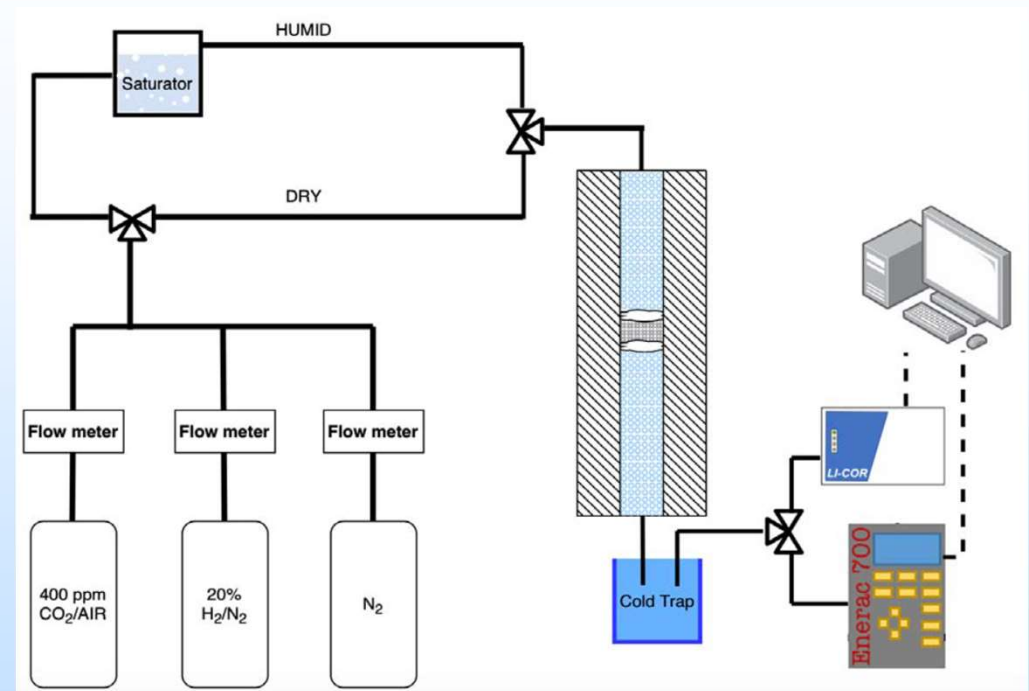 HUMID
Saturator
DRY
Flow meter
Flow meter
Flow meter
400 ppm
CO₂/AIR
20%
H₂/N₂
N₂
Cold Trap
LI-COR
Enerac 700